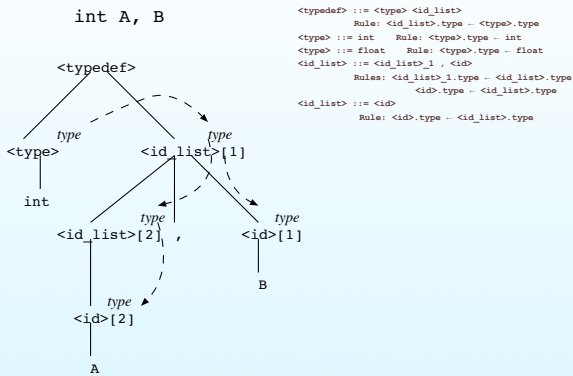 int A, B
<typedef> ::= <type> <id_list>
Rule: <id_list>.type ← <type>.type
<type> ::= int Rule: <type>.type ← int
<type> ::= float Rule: <type>.type ← float
<id_list> ::= <id_list>_1 , <id>
Rules: <id_list>_1.type ← <id_list>.type
<id>.type ← <id_list>.type
<id_list> ::= <id>
Rule: <id>.type ← <id_list>.type
<typedef>
type type
<type> <id_list>[1]
int
type type
<id_list>[2] , <id>[1]
B
type
<id>[2]
A